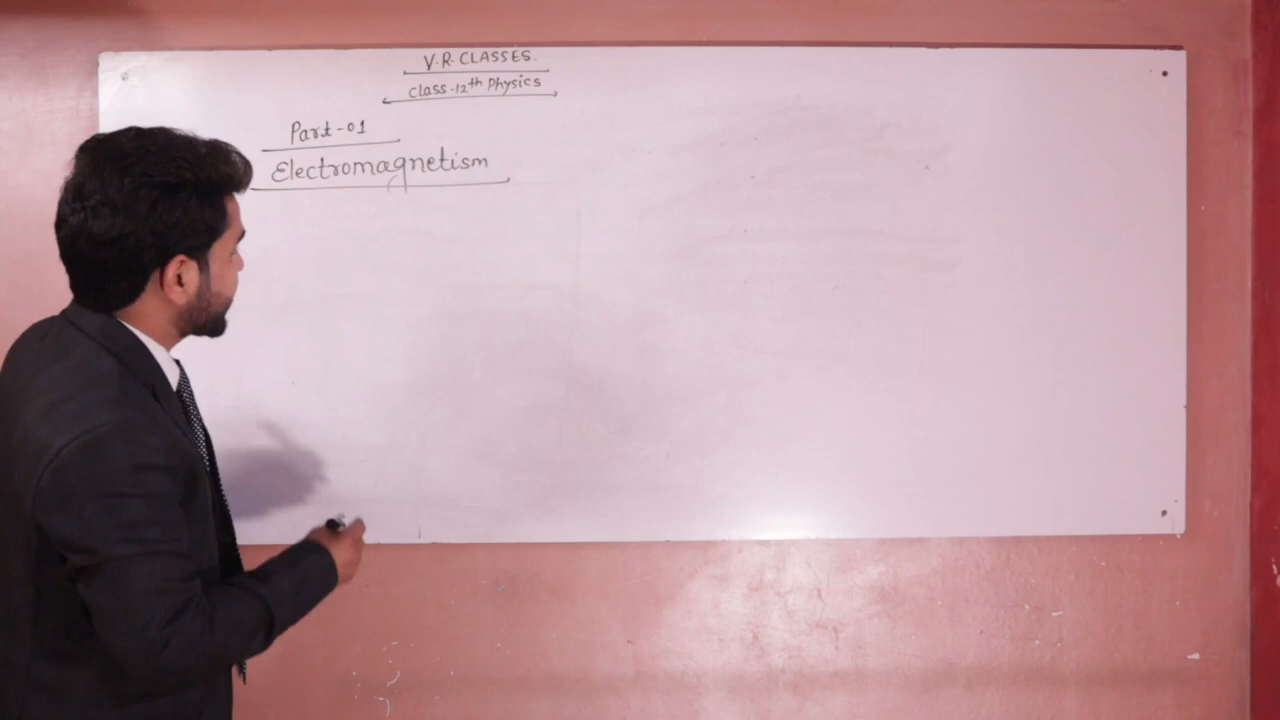 V.R. CLASSES.
Class-12th Physics
Part-01
Electromagnetism